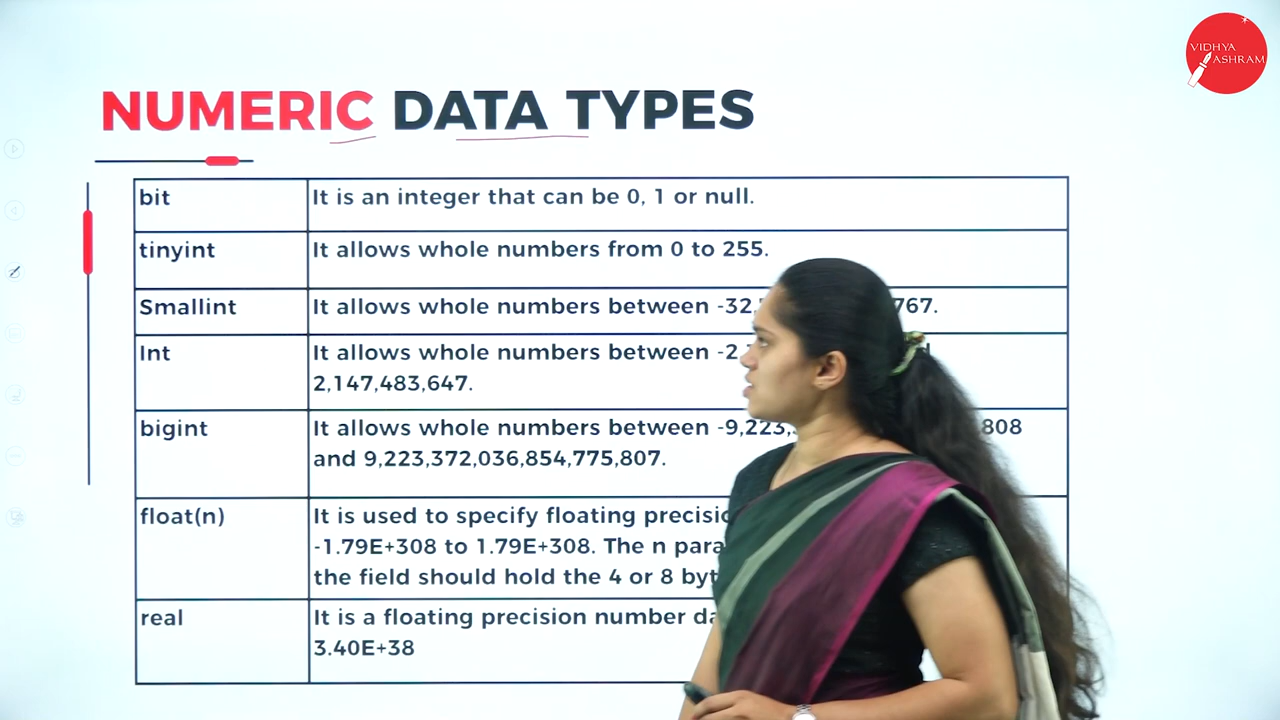 VIDHYA
ASHRAM
NUMERIC DATA TYPES
bit It is an integer that can be 0, 1 or null.
tinyint It allows whole numbers from 0 to 255.
Smallint It allows whole numbers between -32, 767.
Int It allows whole numbers between -2
2,147,483,647.
bigint It allows whole numbers between -9,223, 808
and 9,223,372,036,854,775,807.
float(n) It is used to specify floating
-1.79E+308 to 1.79E+308. The n
the field should hold the 4 or 8
real It is a floating precision number
3.40E+38